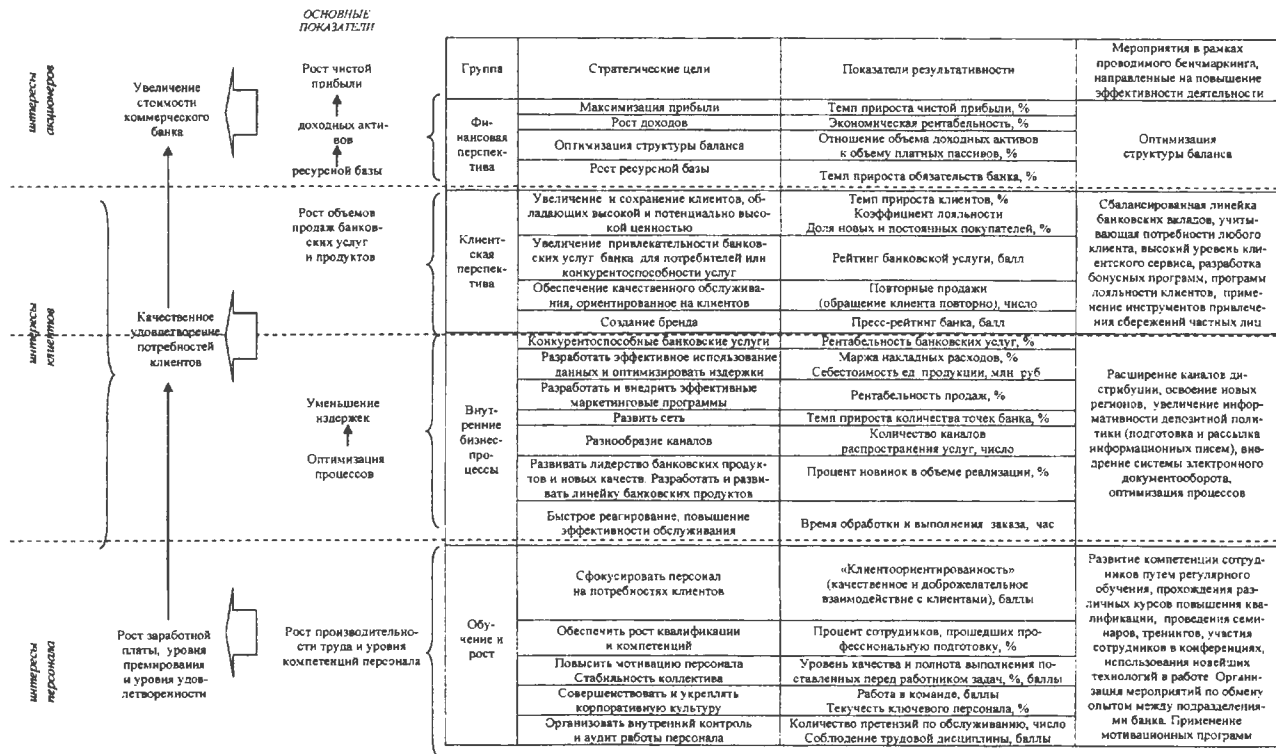 ОСНОВНЫЕ
ПОКАЗАТЕЛИ
интересы
акционеров
Увеличение
стоимости
коммерческого
банка
Рост чистой
прибыли
доходных акти-
вов
ресурсной базы
интересы
клиентов
Рост объемов
продаж банков-
ских услуг
и продуктов
Качественное
удовлетворение
потребностей
клиентов
Уменьшение
издержек
Оптимизация
процессов
интересы
персонала
Рост заработной
платы, уровня
премирования
и уровня удов-
летворенности
Рост производительно-
сти труда и уровня
компетенций персонала
Группа
Стратегические цели
Показатели результативности
Мероприятия в рамках
проводимого бенчмаркинга,
направленные на повышение
эффективности деятельности
Фи-
нансовая
перспек-
тива
Максимизация прибыли
Темп прироста чистой прибыли, %
Рост доходов
Экономическая рентабельность, %
Оптимизация структуры баланса
Отношение объема доходных активов
к объему платных пассивов, %
Рост ресурсной базы
Темп прироста обязательств банка, %
Оптимизация
структуры баланса
Клиент-
ская
перспек-
тива
Увеличение и сохранение клиентов, об-
ладающих высокой и потенциально высо-
кой ценностью
Темп прироста клиентов, %
Коэффициент лояльности
Доля новых и постоянных покупателей, %
Увеличение привлекательности банков-
ских услуг банка для потребителей или
конкурентоспособности услуг
Рейтинг банковской услуги, балл
Обеспечение качественного обслужива-
ния, ориентированное на клиентов
Повторные продажи
(обращение клиента повторно), число
Создание бренда
Пресс-рейтинг банка, балл
Сбалансированная линейка
банковских вкладов, учиты-
вающая потребности любого
клиента, высокий уровень кли-
ентского сервиса, разработка
бонусных программ, программ
лояльности клиентов, приме-
нение инструментов привлече-
ния сбережений частных лиц
Внут-
ренние
бизнес-
про-
цессы
Конкурентоспособные банковские услуги
Рентабельность банковских услуг, %
Разработать эффективное использование
данных и оптимизировать издержки
Маржа накладных расходов, %
Себестоимость ед продукции, млн руб
Разработать и внедрить эффективные
маркетинговые программы
Рентабельность продаж, %
Развить сеть
Темп прироста количества точек банка, %
Разнообразие каналов
Количество каналов
распространения услуг, число
Развивать лидерство банковских продук-
тов и новых качеств. Разработать и разви-
вать линейку банковских продуктов
Процент новинок в объеме реализации, %
Быстрое реагирование, повышение
эффективности обслуживания
Время обработки и выполнения заказа, час
Расширение каналов ди-
стрибуции, освоение новых
регионов, увеличение инфор-
мативности депозитной поли-
тики (подготовка и рассылка
информационных писем), вне-
дрение системы электронного
документооборота,
оптимизация процессов
Обу-
чение и
рост
Сфокусировать персонал
на потребностях клиентов
«Клиентоориентированность»
(качественное и доброжелательное
взаимодействие с клиентами), баллы
Обеспечить рост квалификации
и компетенций
Процент сотрудников, прошедших про-
фессиональную подготовку, %
Повысить мотивацию персонала
Стабильность коллектива
Уровень качества и полнота выполнения по-
ставленных перед работником задач, %, баллы
Совершенствовать и укреплять
корпоративную культуру
Работа в команде, баллы
Текучесть ключевого персонала, %
Организовать внутренний контроль
и аудит работы персонала
Количество претензий по обслуживанию, число
Соблюдение трудовой дисциплины, баллы
Развитие компетенции сотруд-
ников путем регулярного
обучения, прохождения раз-
личных курсов повышения ква-
лификации, проведения семи-
наров, тренингов, участия
сотрудников в конференциях,
использования новейших
технологий в работе Органи-
зация мероприятий по обмену
опытом между подразделения-
ми банка. Применение
мотивационных программ